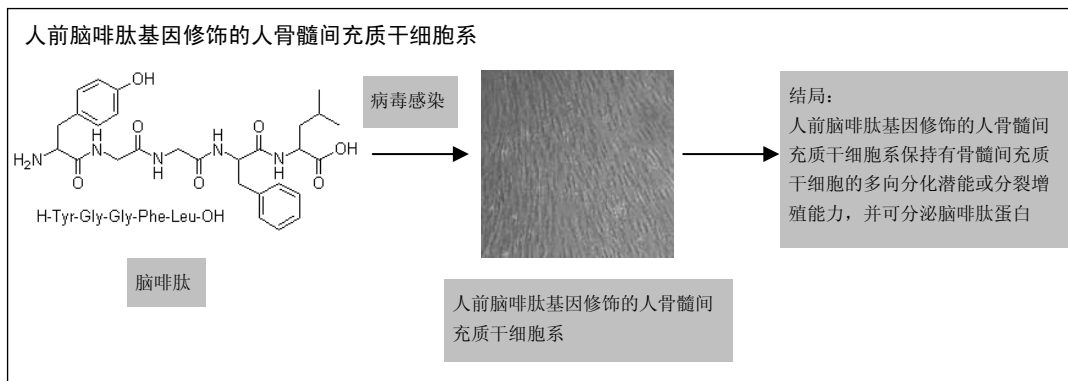 人前脑啡肽基因修饰的人骨髓间充质干细胞系
OH
H₂N
O
H
N
O
N
H
O
H
N
O
N
H
O
OH
O
H-Tyr-Gly-Gly-Phe-Leu-OH
脑啡肽
病毒感染
人前脑啡肽基因修饰的人骨髓间
充质干细胞系
结局：
人前脑啡肽基因修饰的人骨髓间
充质干细胞系保持有骨髓间充质
干细胞的多向分化潜能或分裂增
殖能力，并可分泌脑啡肽蛋白